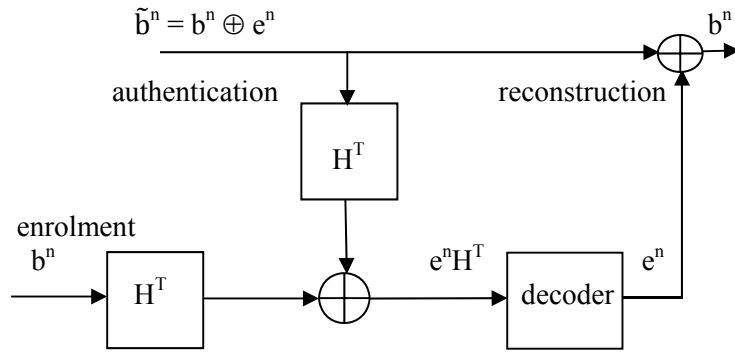 b̃ⁿ = bⁿ ⊕ eⁿ
bⁿ
authentication
reconstruction
Hᵀ
enrolment
bⁿ
Hᵀ
eⁿHᵀ
decoder
eⁿ